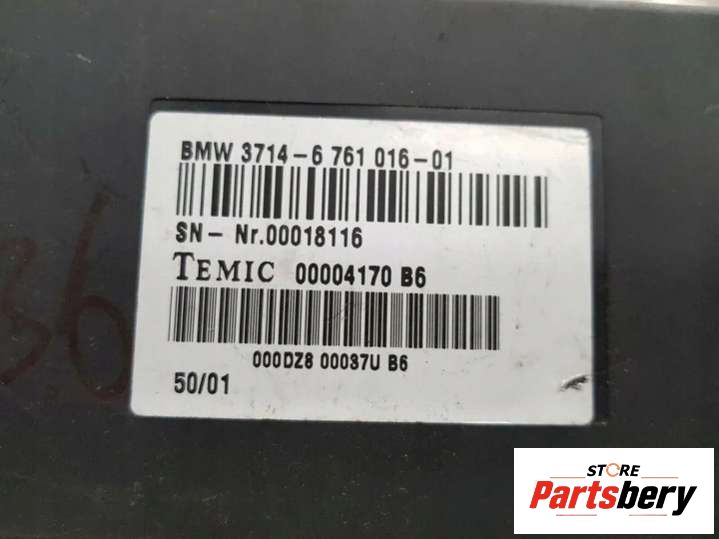 BMW 3714-6 761 016-01
SN- Nr.00018116
TEMIC 00004170 B6
000DZ8 00037U B6
50/01
36
STORE
Partsbery